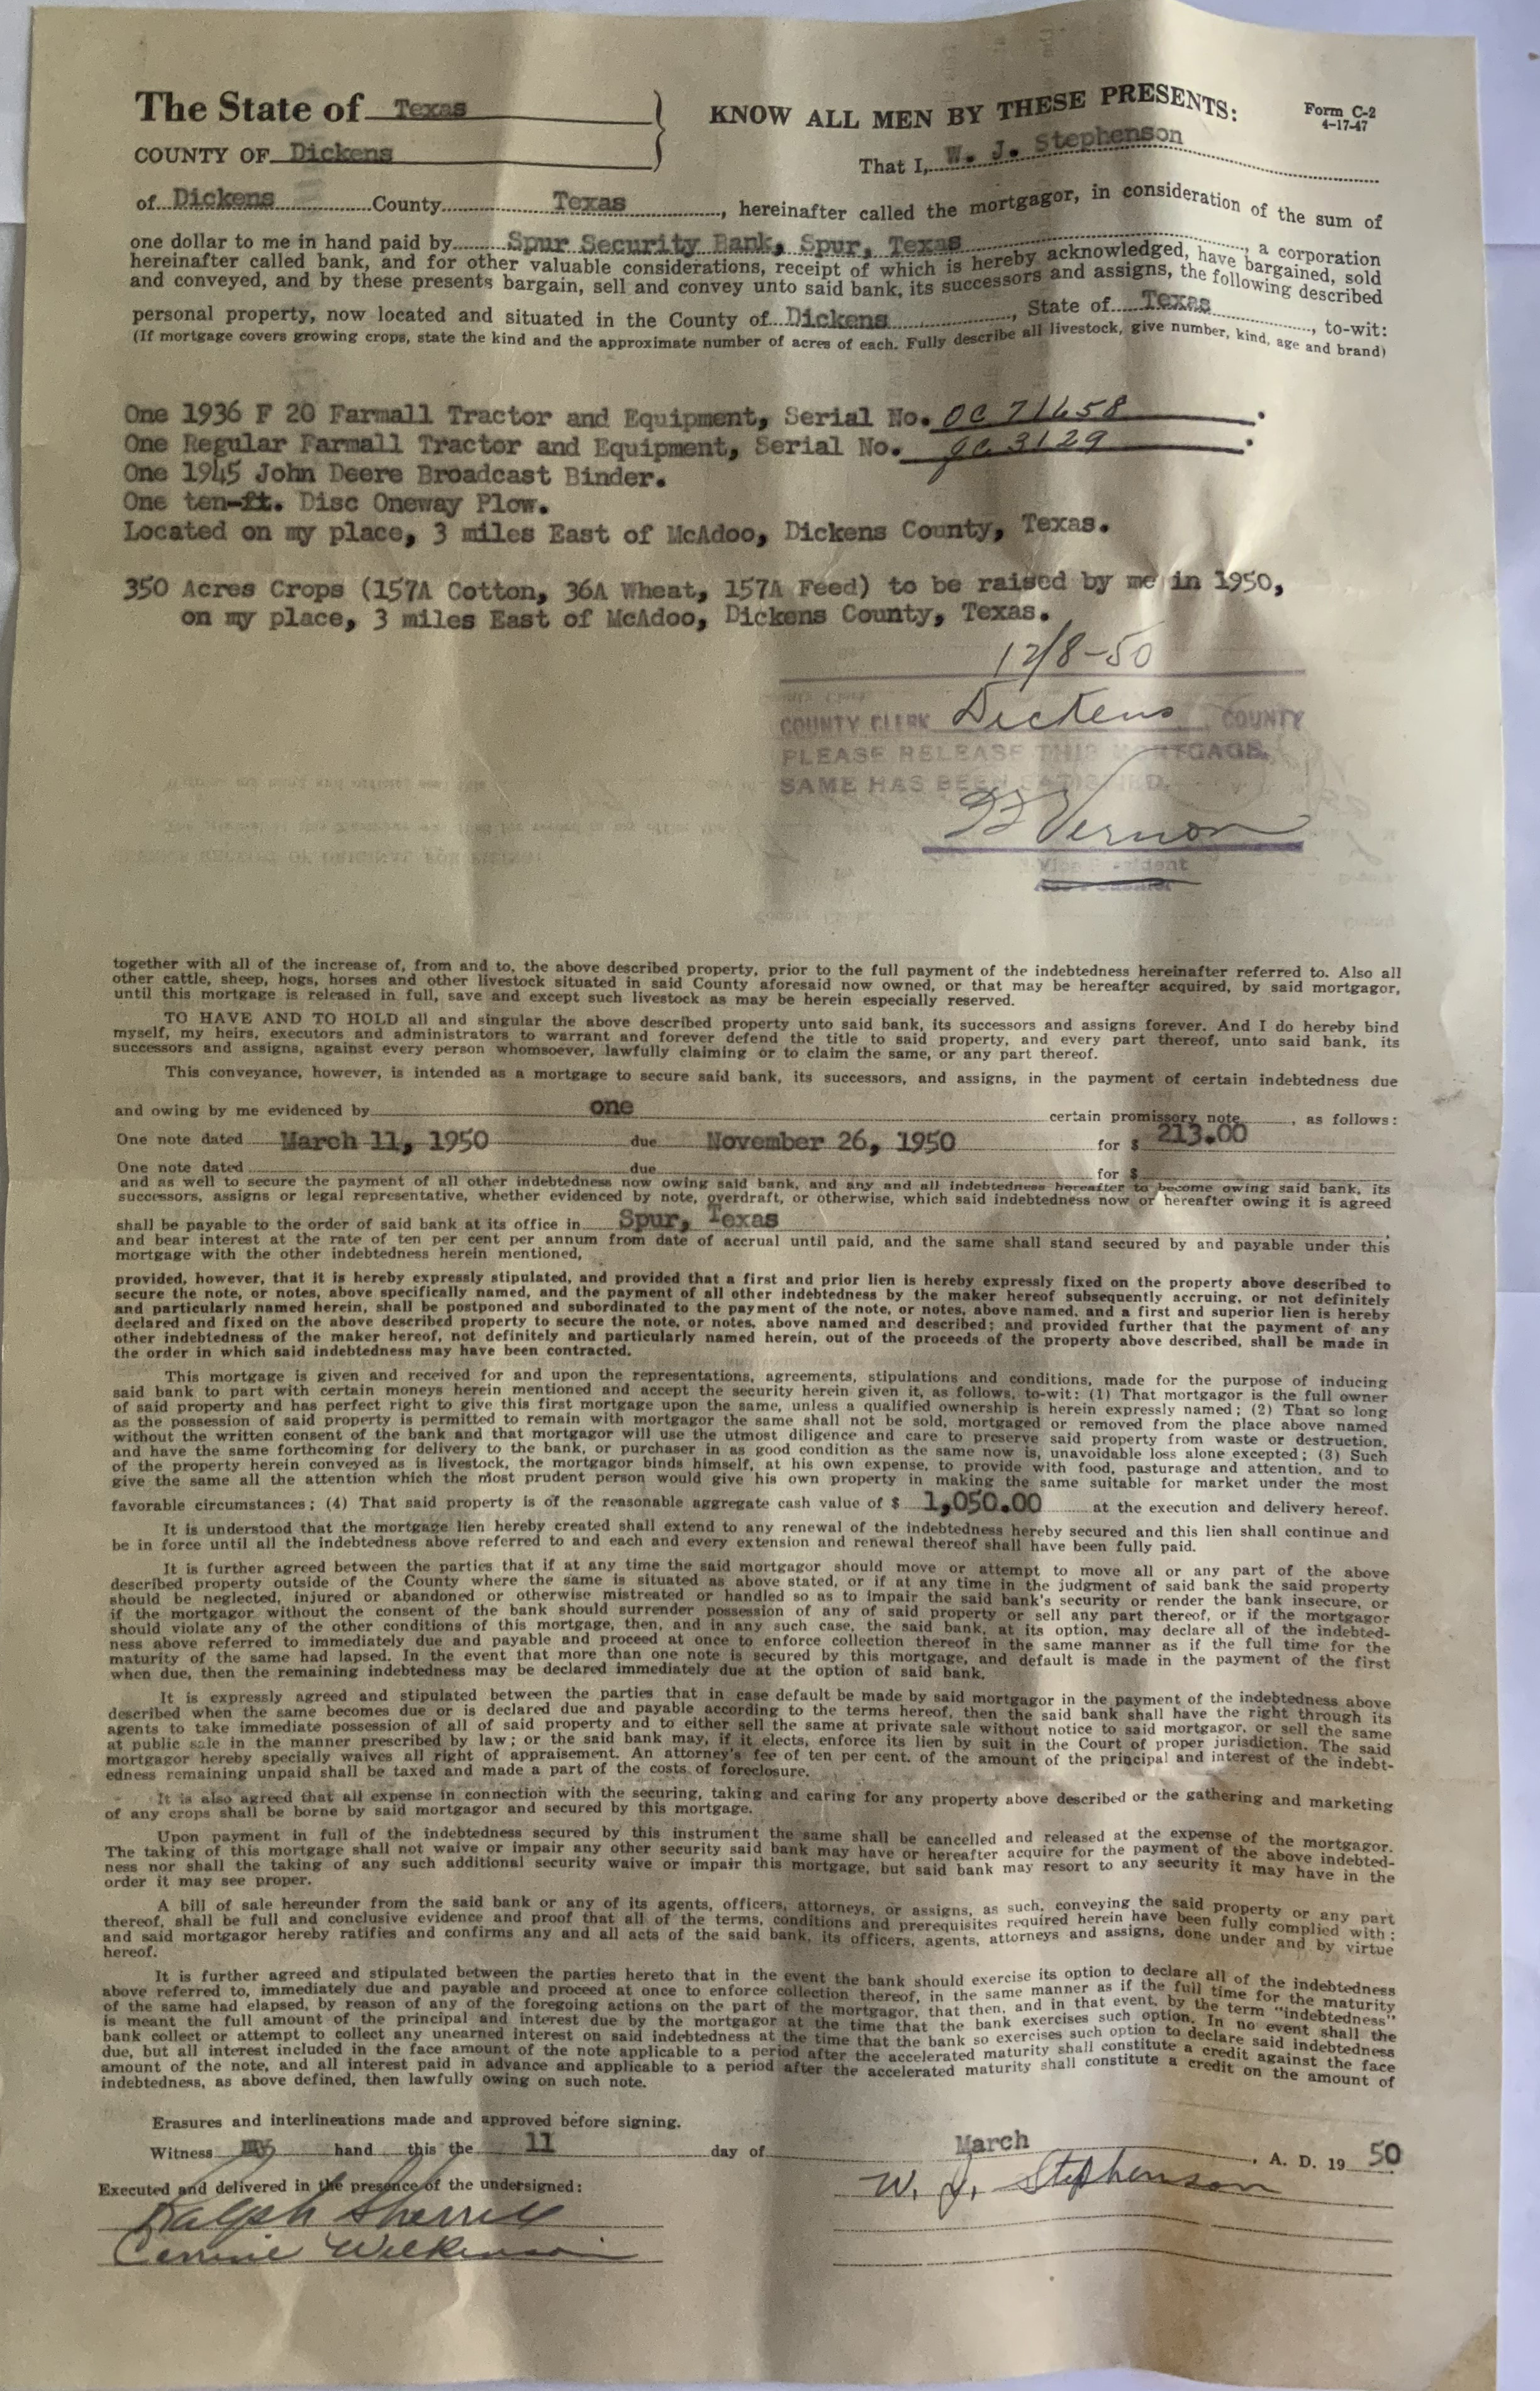 The State of Texas
KNOW ALL MEN BY THESE PRESENTS:
Form C-2
4-17-47
COUNTY OF Dickens
That I, W. J. Stephenson
of Dickens County Texas, hereinafter called the mortgagor, in consideration of the sum of
one dollar to me in hand paid by Spur Security Bank, Spur, Texas, a corporation
hereinafter called bank, and for other valuable considerations, receipt of which is hereby acknowledged, have bargained, sold
and conveyed, and by these presents bargain, sell and convey unto said bank, its successors and assigns, the following described
personal property, now located and situated in the County of Dickens, State of Texas, to-wit:
(If mortgage covers growing crops, state the kind and the approximate number of acres of each. Fully describe all livestock, give number, kind, age and brand)
One 1936 F 20 Farmall Tractor and Equipment, Serial No. 71658.
One Regular Farmall Tractor and Equipment, Serial No. 3129.
One 1945 John Deere Broadcast Binder.
One ten-ft. Disc Oneway Plow.
Located on my place, 3 miles East of McAdoo, Dickens County, Texas.
350 Acres Crops (157A Cotton, 36A Wheat, 157A Feed) to be raised by me in 1950,
on my place, 3 miles East of McAdoo, Dickens County, Texas.
12/8-50
COUNTY CLERK Dickens COUNTY
PLEASE RELEASE THIS MORTGAGE.
SAME HAS BEEN SATISFIED.
Vernon
Vice President
together with all of the increase of, from and to, the above described property, prior to the full payment of the indebtedness hereinafter referred to. Also all
other cattle, sheep, hogs, horses and other livestock situated in said County aforesaid now owned, or that may be hereafter acquired, by said mortgagor,
until this mortgage is released in full, save and except such livestock as may be herein especially reserved.
TO HAVE AND TO HOLD all and singular the above described property unto said bank, its successors and assigns forever. And I do hereby bind
myself, my heirs, executors and administrators to warrant and forever defend the title to said property, and every part thereof, unto said bank, its
successors and assigns, against every person whomsoever, lawfully claiming or to claim the same, or any part thereof.
This conveyance, however, is intended as a mortgage to secure said bank, its successors, and assigns, in the payment of certain indebtedness due
and owing by me evidenced by one certain promissory note, as follows:
One note dated March 11, 1950 due November 26, 1950 for $ 213.00
One note dated due for $
and as well to secure the payment of all other indebtedness now owing said bank, and any and all indebtedness hereafter to become owing said bank, its
successors, assigns or legal representative, whether evidenced by note, overdraft, or otherwise, which said indebtedness now or hereafter owing it is agreed
shall be payable to the order of said bank at its office in Spur, Texas,
and bear interest at the rate of ten per cent per annum from date of accrual until paid, and the same shall stand secured by and payable under this
mortgage with the other indebtedness herein mentioned,
provided, however, that it is hereby expressly stipulated, and provided that a first and prior lien is hereby expressly fixed on the property above described to
secure the note, or notes, above specifically named, and the payment of all other indebtedness by the maker hereof subsequently accruing, or not definitely
and particularly named herein, shall be postponed and subordinated to the payment of the note, or notes, above named, and a first and superior lien is hereby
declared and fixed on the above described property to secure the note, or notes, above named and described; and provided further that the payment of any
other indebtedness of the maker hereof, not definitely and particularly named herein, out of the proceeds of the property above described, shall be made in
the order in which said indebtedness may have been contracted.
This mortgage is given and received for and upon the representations, agreements, stipulations and conditions, made for the purpose of inducing
said bank to part with certain moneys herein mentioned and accept the security herein given it, as follows, to-wit: (1) That mortgagor is the full owner
of said property and has perfect right to give this first mortgage upon the same, unless a qualified ownership is herein expressly named; (2) That so long
as the possession of said property is permitted to remain with mortgagor the same shall not be sold, mortgaged or removed from the place above named
without the written consent of the bank and that mortgagor will use the utmost diligence and care to preserve said property from waste or destruction,
and have the same forthcoming for delivery to the bank, or purchaser in as good condition as the same now is, unavoidable loss alone excepted; (3) Such
of the property herein conveyed as is livestock, the mortgagor binds himself, at his own expense, to provide with food, pasturage and attention, and to
give the same all the attention which the most prudent person would give his own property in making the same suitable for market under the most
favorable circumstances; (4) That said property is of the reasonable aggregate cash value of $ 1,050.00 at the execution and delivery hereof.
It is understood that the mortgage lien hereby created shall extend to any renewal of the indebtedness hereby secured and this lien shall continue and
be in force until all the indebtedness above referred to and each and every extension and renewal thereof shall have been fully paid.
It is further agreed between the parties that if at any time the said mortgagor should move or attempt to move all or any part of the above
described property outside of the County where the same is situated as above stated, or if at any time in the judgment of said bank the said property
should be neglected, injured or abandoned or otherwise mistreated or handled so as to impair the said bank's security or render the bank insecure, or
if the mortgagor without the consent of the bank should surrender possession of any of said property or sell any part thereof, or if the mortgagor
should violate any of the other conditions of this mortgage, then, and in any such case, the said bank, at its option, may declare all of the indebted-
ness above referred to immediately due and payable and proceed at once to enforce collection thereof in the same manner as if the full time for the
maturity of the same had lapsed. In the event that more than one note is secured by this mortgage, and default is made in the payment of the first
when due, then the remaining indebtedness may be declared immediately due at the option of said bank.
It is expressly agreed and stipulated between the parties that in case default be made by said mortgagor in the payment of the indebtedness above
described when the same becomes due or is declared due and payable according to the terms hereof, then the said bank shall have the right through its
agents to take immediate possession of all of said property and to either sell the same at private sale without notice to said mortgagor, or sell the same
at public sale in the manner prescribed by law; or the said bank may, if it elects, enforce its lien by suit in the Court of proper jurisdiction. The said
mortgagor hereby specially waives all right of appraisement. An attorney's fee of ten per cent. of the amount of the principal and interest of the indebt-
edness remaining unpaid shall be taxed and made a part of the costs of foreclosure.
It is also agreed that all expense in connection with the securing, taking and caring for any property above described or the gathering and marketing
of any crops shall be borne by said mortgagor and secured by this mortgage.
Upon payment in full of the indebtedness secured by this instrument the same shall be cancelled and released at the expense of the mortgagor.
The taking of this mortgage shall not waive or impair any other security said bank may have or hereafter acquire for the payment of the above indebted-
ness nor shall the taking of any such additional security waive or impair this mortgage, but said bank may resort to any security it may have in the
order it may see proper.
A bill of sale hereunder from the said bank or any of its agents, officers, attorneys, or assigns, as such, conveying the said property or any part
thereof, shall be full and conclusive evidence and proof that all of the terms, conditions and prerequisites required herein have been fully complied with;
and said mortgagor hereby ratifies and confirms any and all acts of the said bank, its officers, agents, attorneys and assigns, done under and by virtue
hereof.
It is further agreed and stipulated between the parties hereto that in the event the bank should exercise its option to declare all of the indebtedness
above referred to, immediately due and payable and proceed at once to enforce collection thereof, in the same manner as if the full time for the maturity
of the same had elapsed, by reason of any of the foregoing actions on the part of the mortgagor, that then, and in that event, by the term "indebtedness"
is meant the full amount of the principal and interest due by the mortgagor at the time that the bank exercises such option. In no event shall the
bank collect or attempt to collect any unearned interest on said indebtedness at the time that the bank so exercises such option to declare said indebtedness
due, but all interest included in the face amount of the note applicable to a period after the accelerated maturity shall constitute a credit against the face
amount of the note, and all interest paid in advance and applicable to a period after the accelerated maturity shall constitute a credit on the amount of
indebtedness, as above defined, then lawfully owing on such note.
Erasures and interlineations made and approved before signing.
Witness my hand this the 11 day of March, A. D. 19 50
Executed and delivered in the presence of the undersigned:
W. J. Stephenson
Ralph Sherrill
Wilkinson